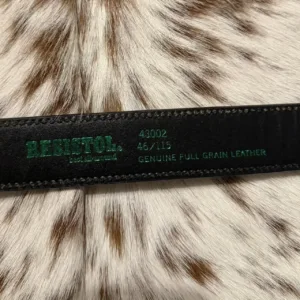 RESISTOL®
43002
46/115
GENUINE FULL GRAIN LEATHER